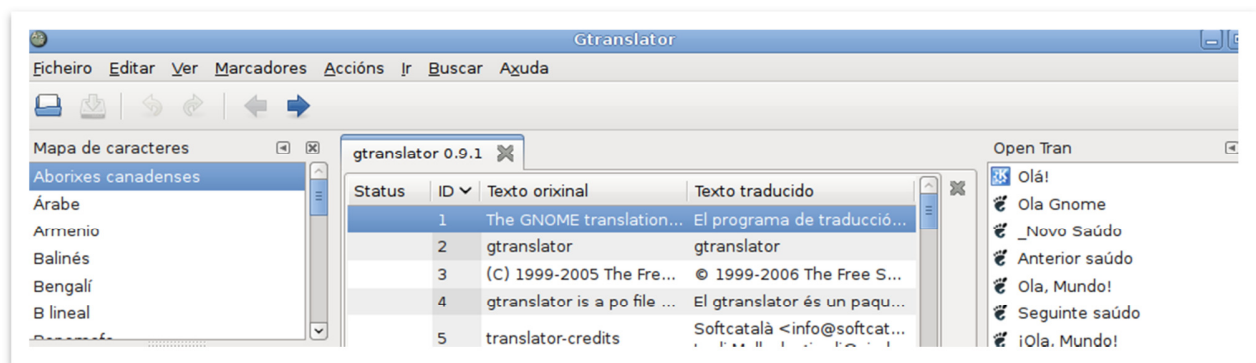 Gtranslator
Ficheiro Editar Ver Marcadores Accións Ir Buscar Axuda
Mapa de caracteres
Aborixes canadenses
Árabe
Armenio
Balinés
Bengalí
B lineal
gtranslator 0.9.1
Status ID Texto orixinal Texto traducido
1 The GNOME translation... El programa de traducció...
2 gtranslator gtranslator
3 (C) 1999-2005 The Fre... © 1999-2006 The Free S...
4 gtranslator is a po file ... El gtranslator és un paqu...
5 translator-credits Softcatalà <info@softcat...
Open Tran
Olá!
Ola Gnome
_Novo Saúdo
Anterior saúdo
Ola, Mundo!
Seguinte saúdo
¡Ola, Mundo!